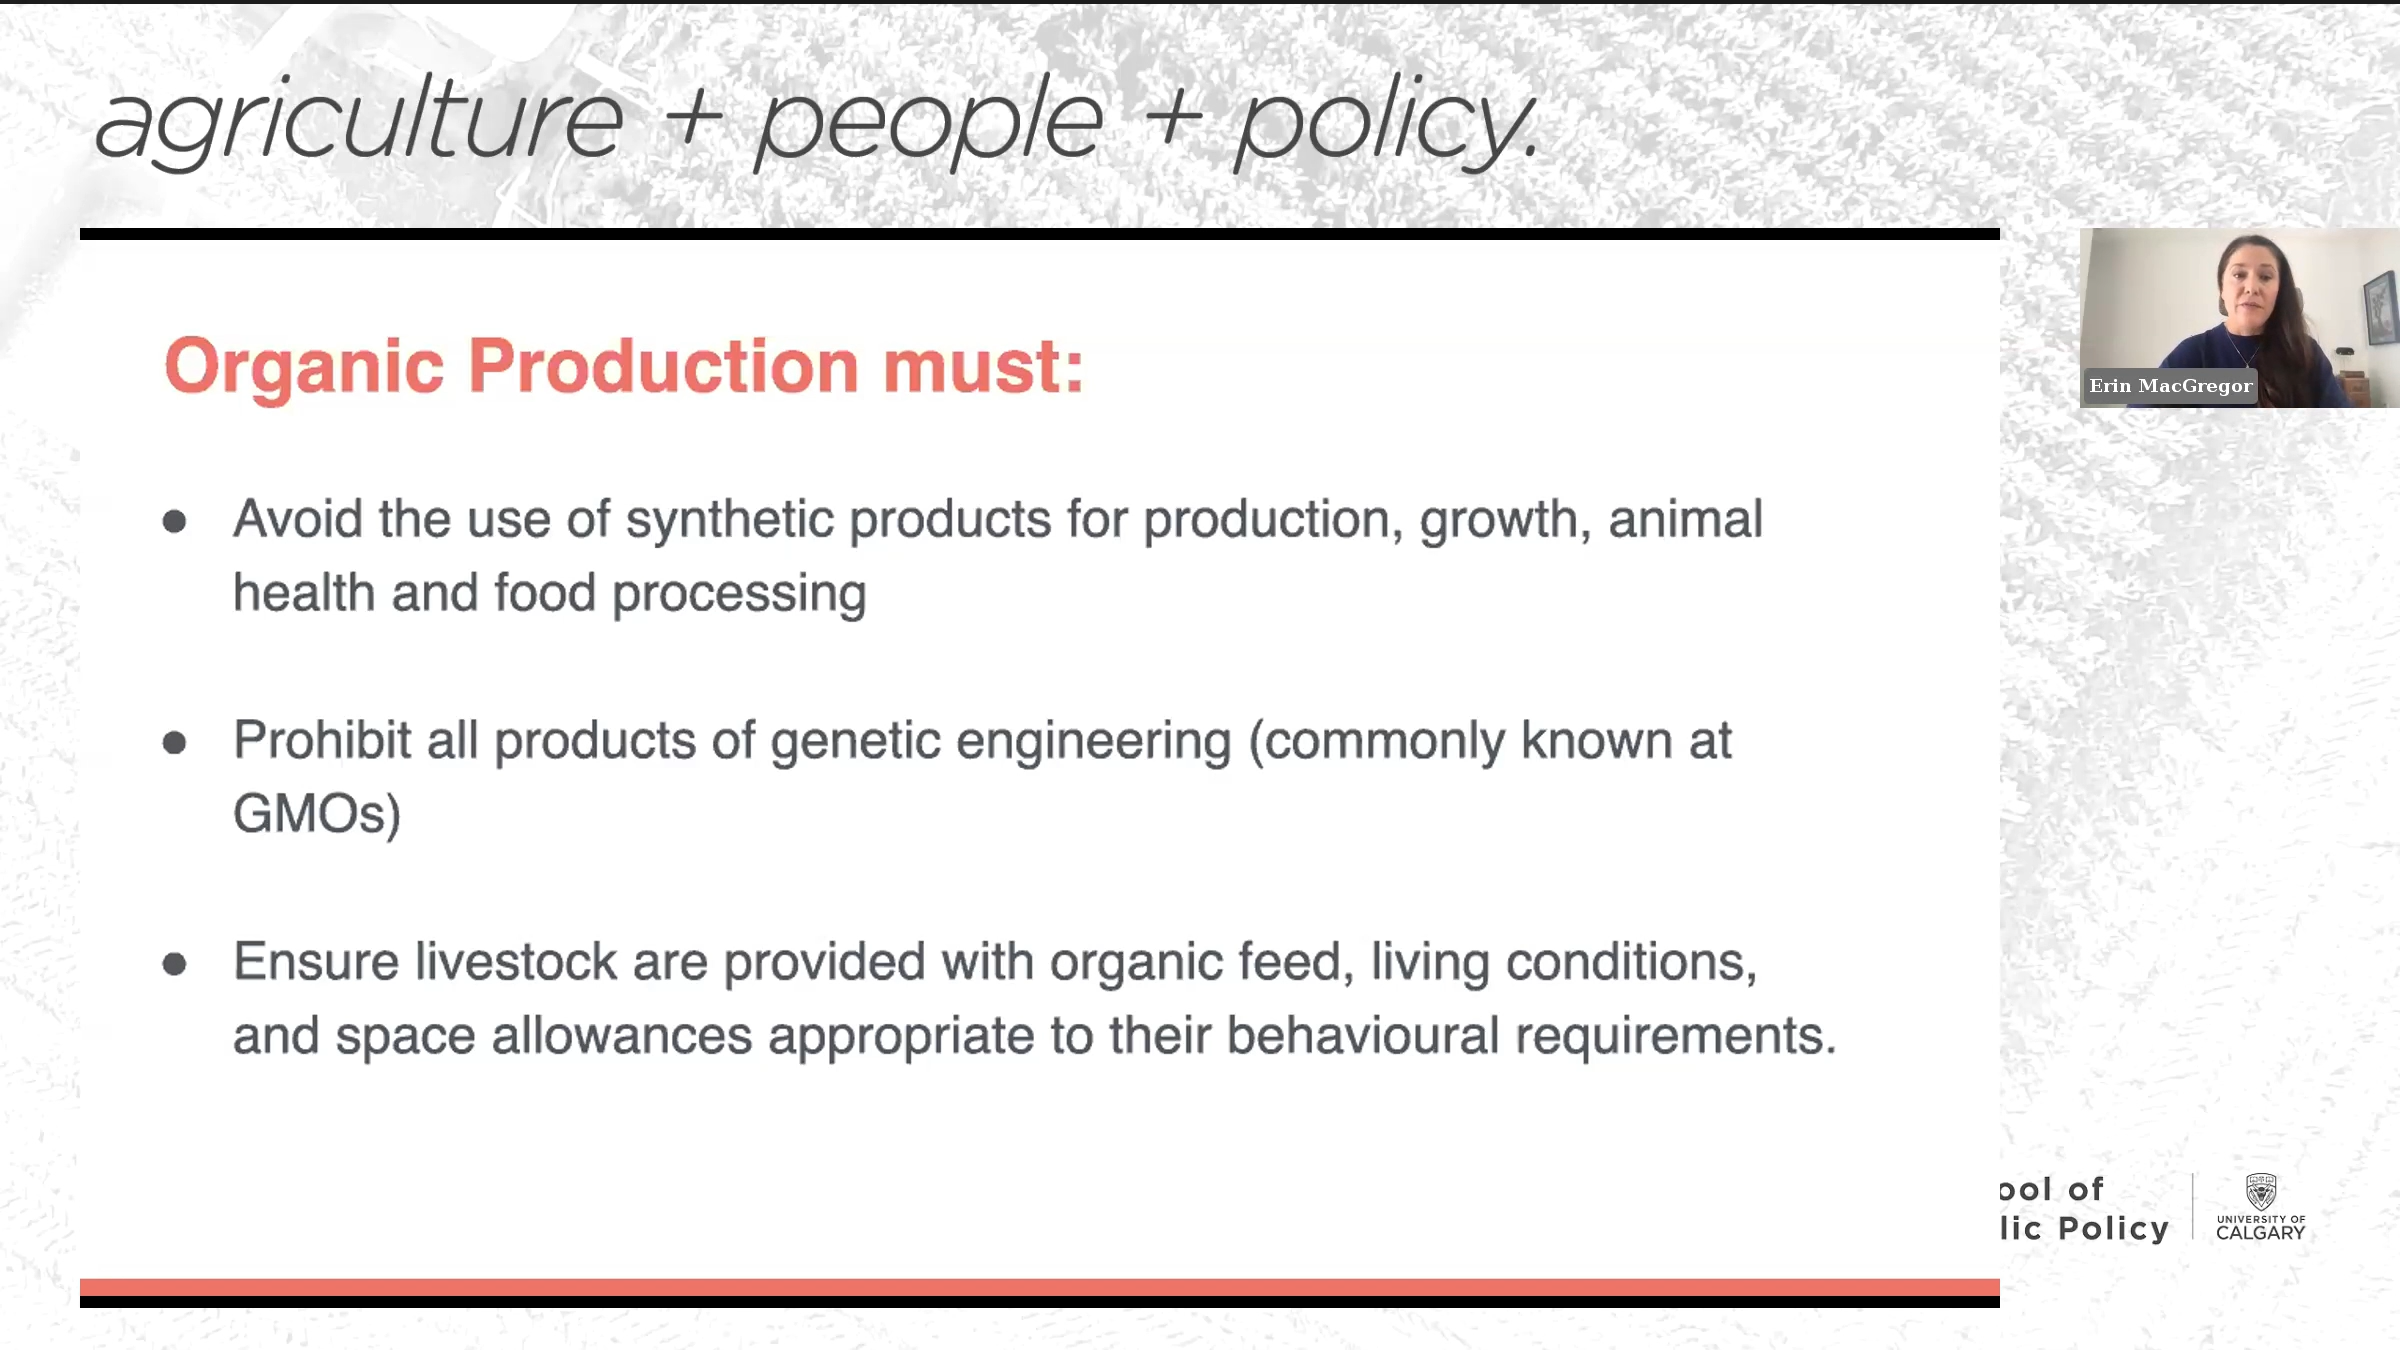 agriculture + people + policy.
Organic Production must:
● Avoid the use of synthetic products for production, growth, animal
health and food processing
● Prohibit all products of genetic engineering (commonly known at
GMOs)
● Ensure livestock are provided with organic feed, living conditions,
and space allowances appropriate to their behavioural requirements.
Erin MacGregor
ool of
lic Policy
UNIVERSITY OF
CALGARY